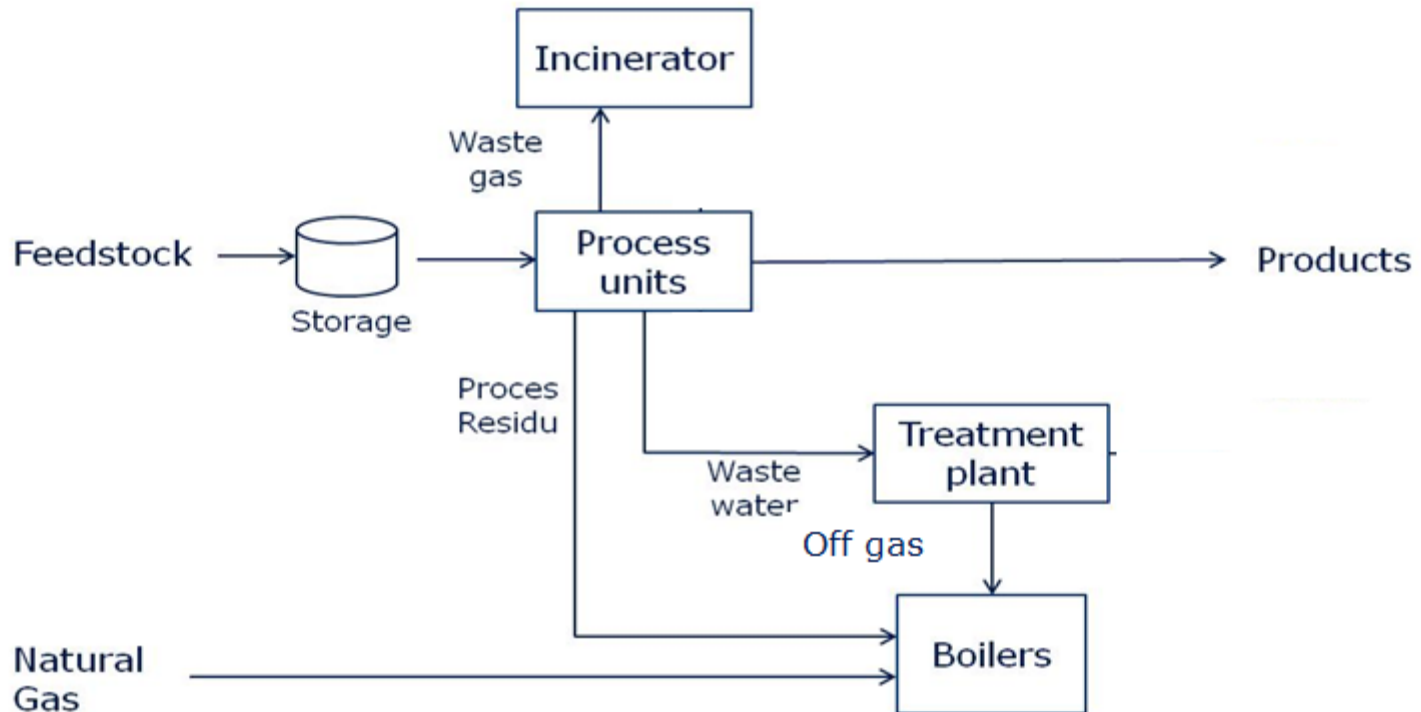 Incinerator
Waste
gas
Feedstock
Storage
Process
units
Products
Proces
Residu
Waste
water
Treatment
plant
Off gas
Boilers
Natural
Gas